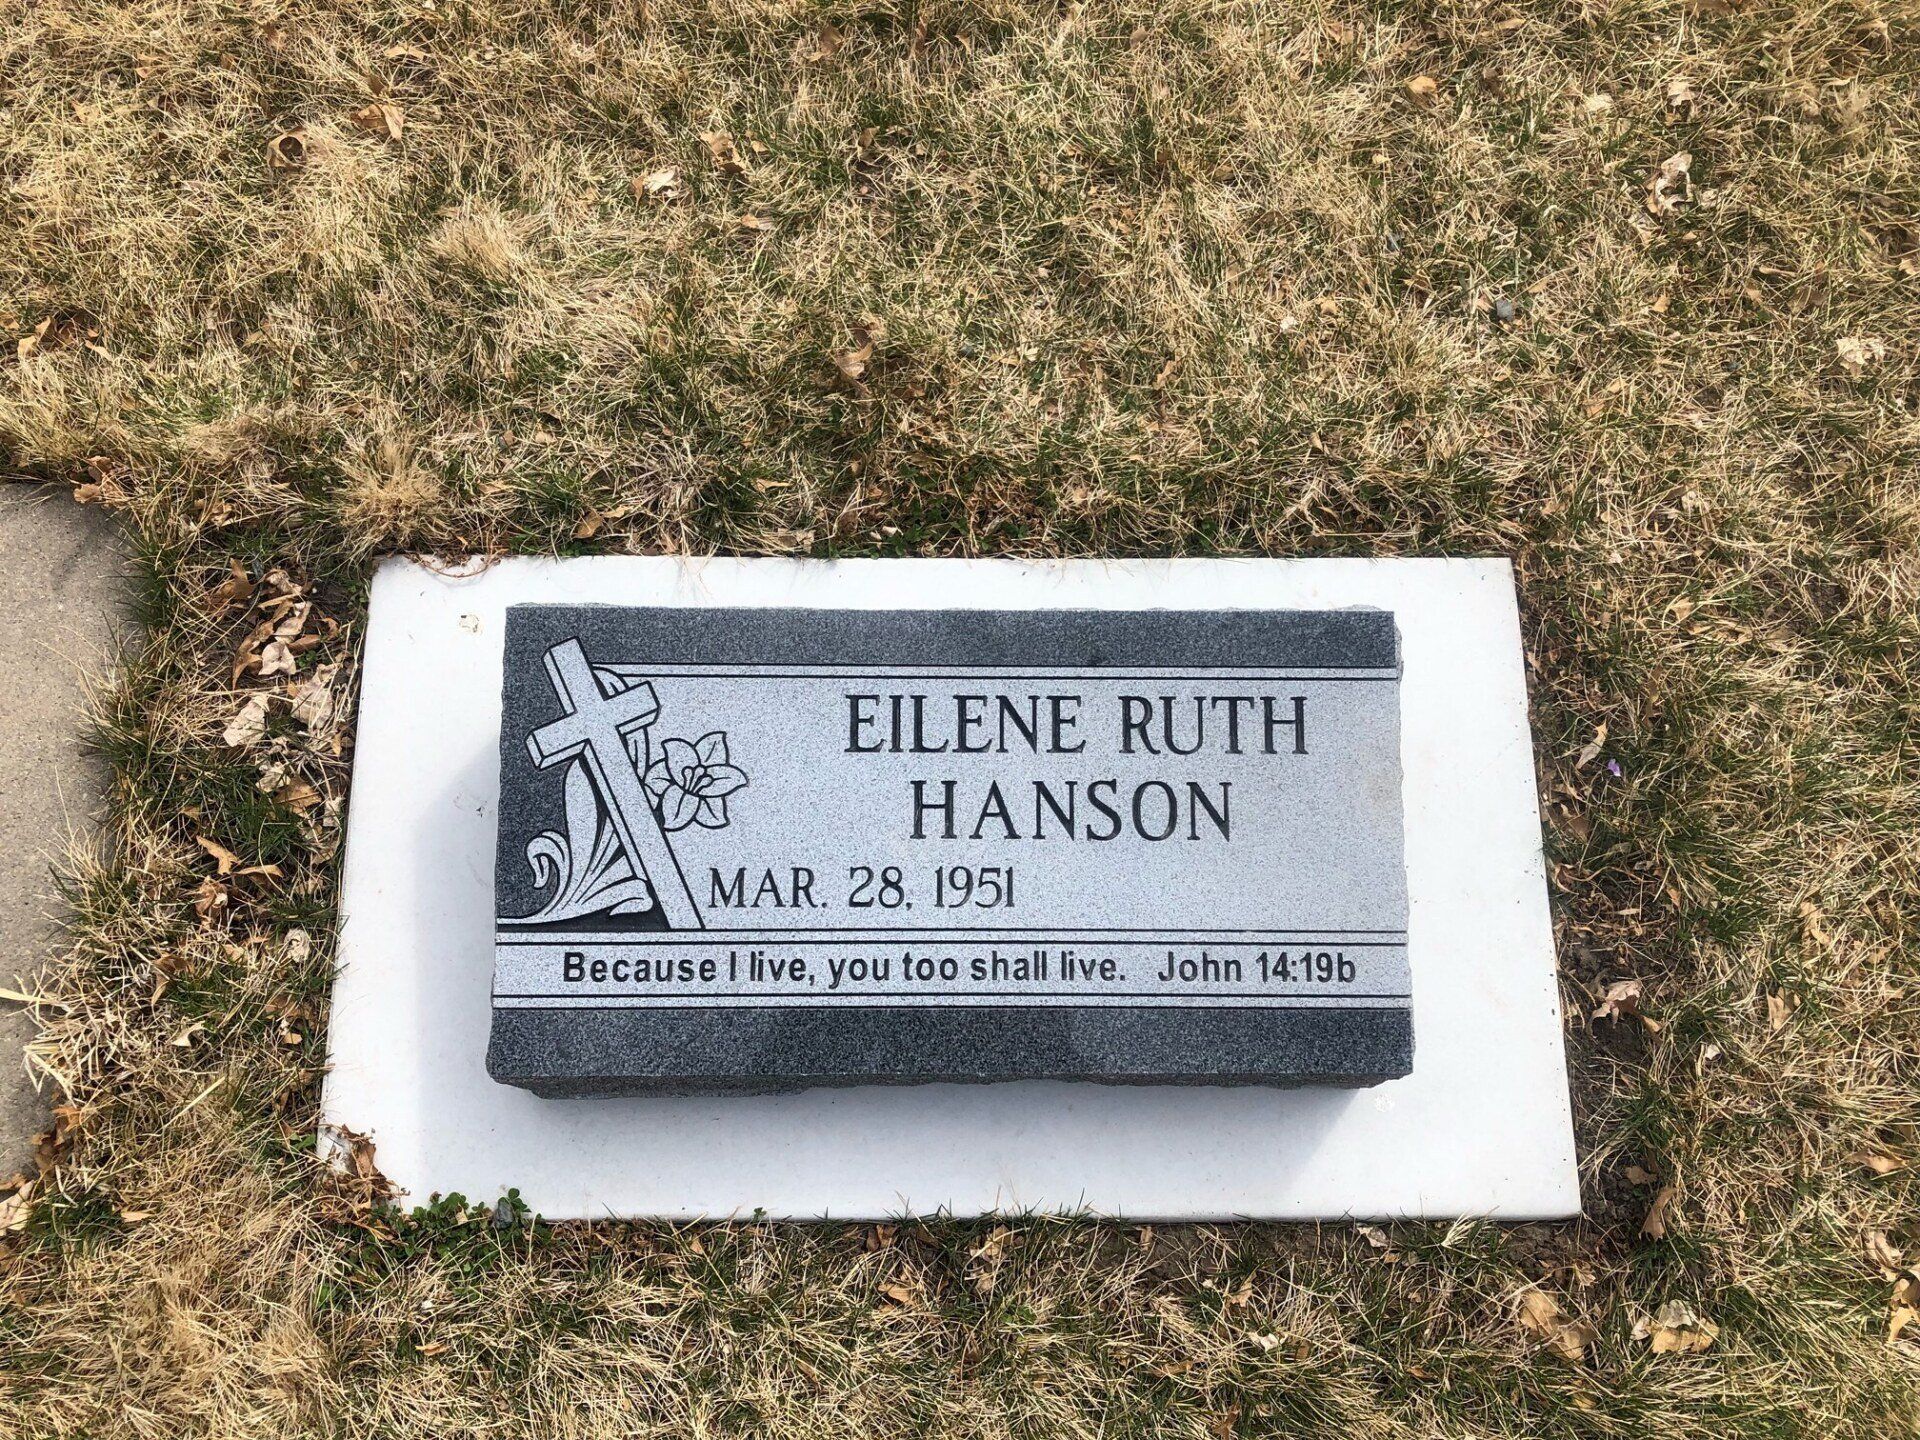 EILENE RUTH
HANSON
MAR. 28, 1951
Because I live, you too shall live. John 14:19b